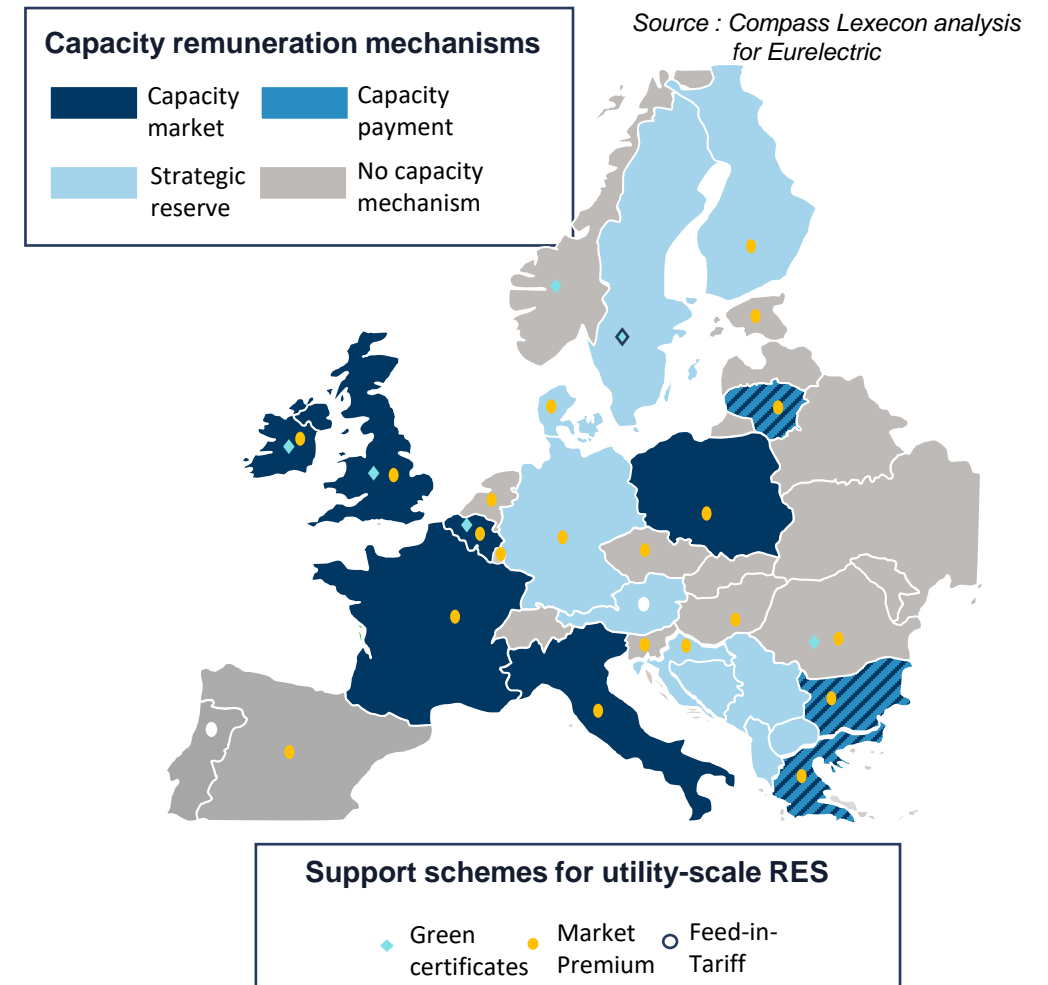 Source : Compass Lexecon analysis
for Eurelectric
Capacity remuneration mechanisms
Capacity
market
Capacity
payment
Strategic
reserve
No capacity
mechanism
Support schemes for utility-scale RES
Green
certificates
Market
Premium
Feed-in-
Tariff